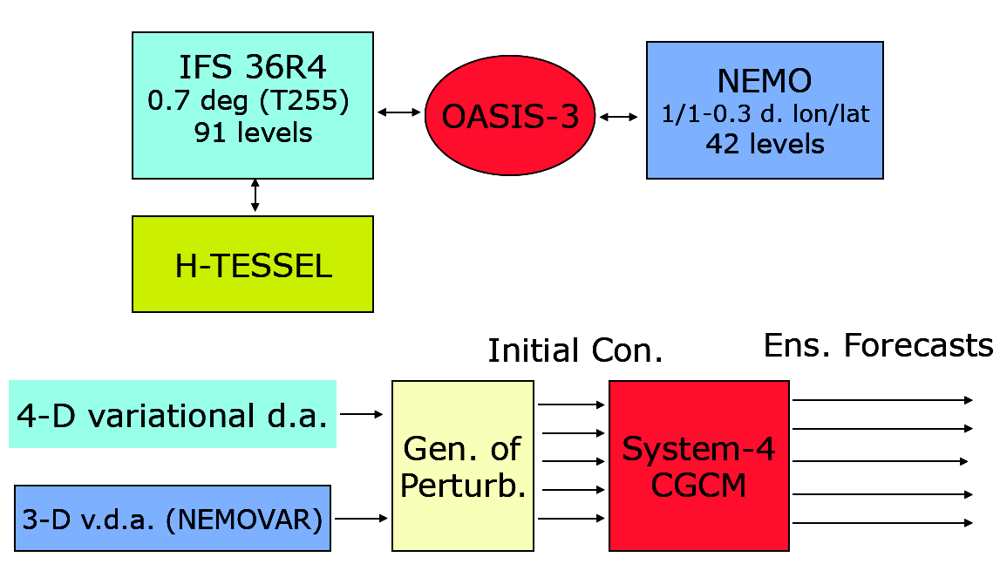 IFS 36R4
0.7 deg (T255)
91 levels
OASIS-3
NEMO
1/1-0.3 d. lon/lat
42 levels
H-TESSEL
Initial Con.
Ens. Forecasts
4-D variational d.a.
Gen. of
Perturb.
System-4
CGCM
3-D v.d.a. (NEMOVAR)